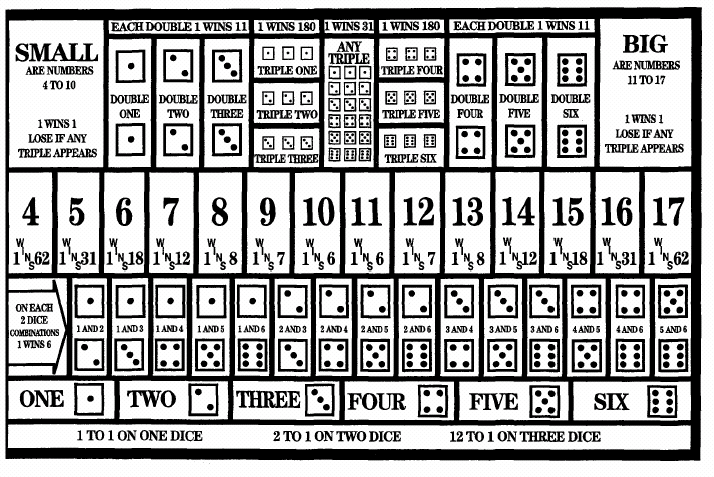 SMALL
ARE NUMBERS
4 TO 10
1 WINS 1
LOSE IF ANY
TRIPLE APPEARS
EACH DOUBLE 1 WINS 11
DOUBLE
ONE
DOUBLE
TWO
DOUBLE
THREE
1 WINS 180
TRIPLE ONE
TRIPLE TWO
TRIPLE THREE
1 WINS 31
ANY
TRIPLE
1 WINS 180
TRIPLE FOUR
TRIPLE FIVE
TRIPLE SIX
EACH DOUBLE 1 WINS 11
DOUBLE
FOUR
DOUBLE
FIVE
DOUBLE
SIX
BIG
ARE NUMBERS
11 TO 17
1 WINS 1
LOSE IF ANY
TRIPLE APPEARS
4
1 WINS 62
5
1 WINS 31
6
1 WINS 18
7
1 WINS 12
8
1 WINS 8
9
1 WINS 7
10
1 WINS 6
11
1 WINS 6
12
1 WINS 7
13
1 WINS 8
14
1 WINS 12
15
1 WINS 18
16
1 WINS 31
17
1 WINS 62
ON EACH
2 DICE
COMBINATIONS
1 WINS 6
1 AND 2
1 AND 3
1 AND 4
1 AND 5
1 AND 6
2 AND 3
2 AND 4
2 AND 5
2 AND 6
3 AND 4
3 AND 5
3 AND 6
4 AND 5
4 AND 6
5 AND 6
ONE
TWO
THREE
FOUR
FIVE
SIX
1 TO 1 ON ONE DICE
2 TO 1 ON TWO DICE
12 TO 1 ON THREE DICE